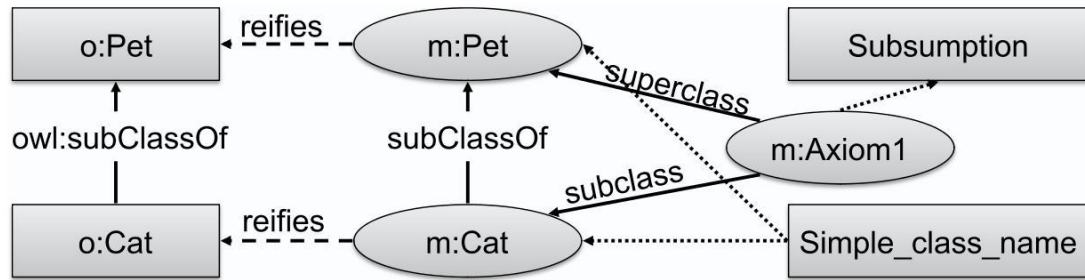 o:Pet
reifies
m:Pet
Subsumption
superclass
owl:subClassOf
subClassOf
m:Axiom1
subclass
o:Cat
reifies
m:Cat
Simple_class_name